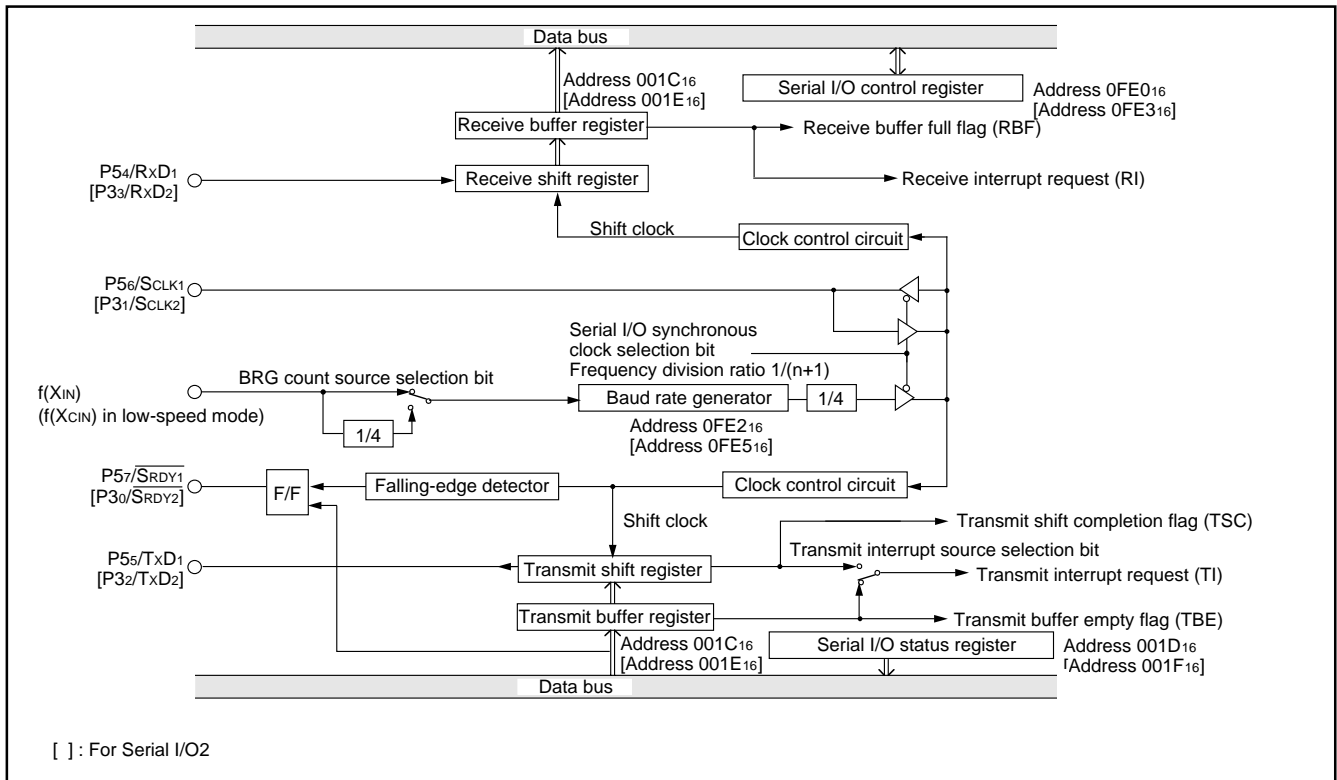 Data bus
Address 001C16
[Address 001E16]
Serial I/O control register
Address 0FE016
[Address 0FE316]
Receive buffer register
Receive buffer full flag (RBF)
P54/RXD1
[P33/RXD2]
Receive shift register
Receive interrupt request (RI)
Shift clock
Clock control circuit
P56/SCLK1
[P31/SCLK2]
Serial I/O synchronous
clock selection bit
Frequency division ratio 1/(n+1)
BRG count source selection bit
f(XIN)
(f(XCIN) in low-speed mode)
Baud rate generator
1/4
1/4
Address 0FE216
[Address 0FE516]
P57/SRDY1
[P30/SRDY2]
F/F
Falling-edge detector
Clock control circuit
Shift clock
Transmit shift completion flag (TSC)
P55/TXD1
[P32/TXD2]
Transmit shift register
Transmit interrupt source selection bit
Transmit interrupt request (TI)
Transmit buffer register
Transmit buffer empty flag (TBE)
Address 001C16
[Address 001E16]
Serial I/O status register
Address 001D16
[Address 001F16]
Data bus
[ ] : For Serial I/O2